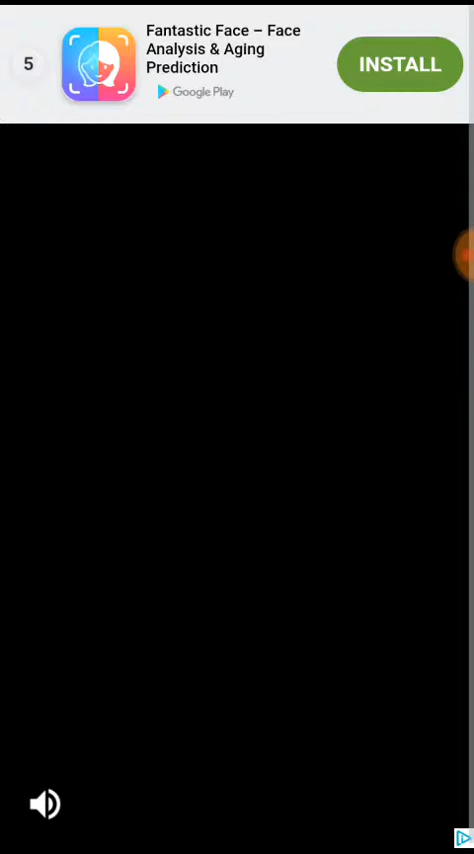 5
Fantastic Face – Face
Analysis & Aging
Prediction
Google Play
INSTALL